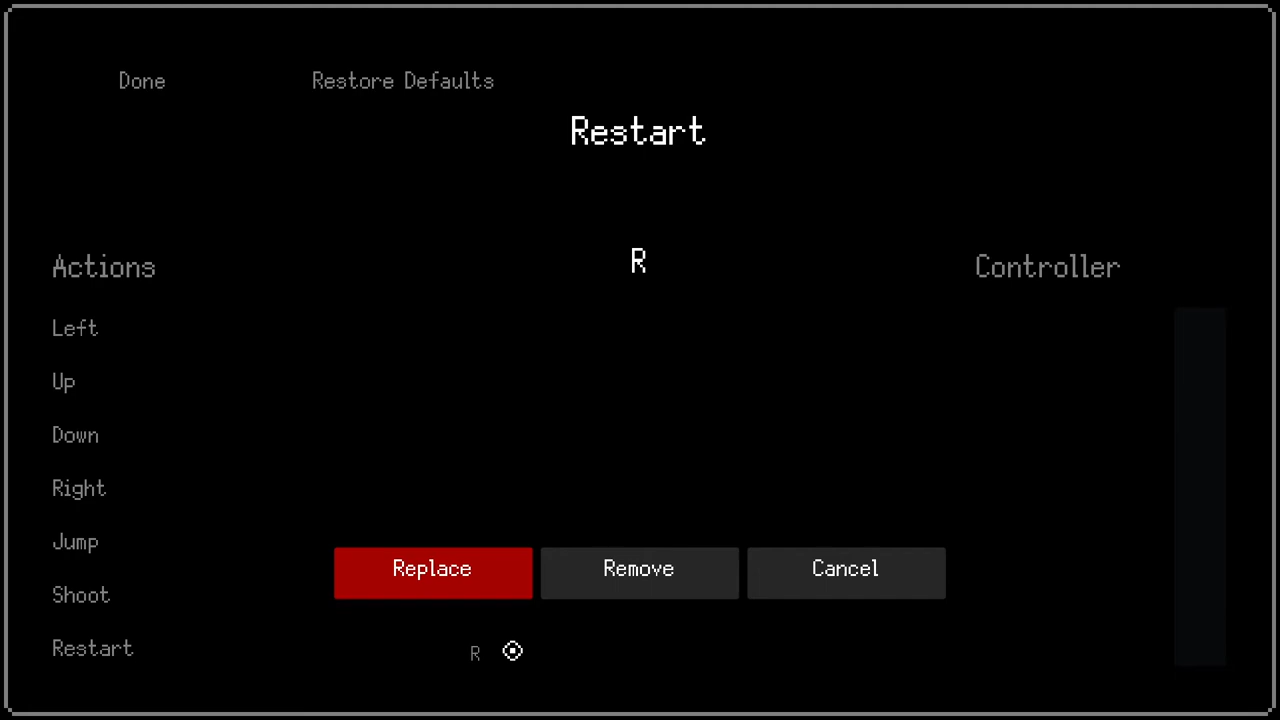 Done Restore Defaults
Restart
R
Actions Controller
Left
Up
Down
Right
Jump
Replace Remove Cancel
Shoot
Restart R